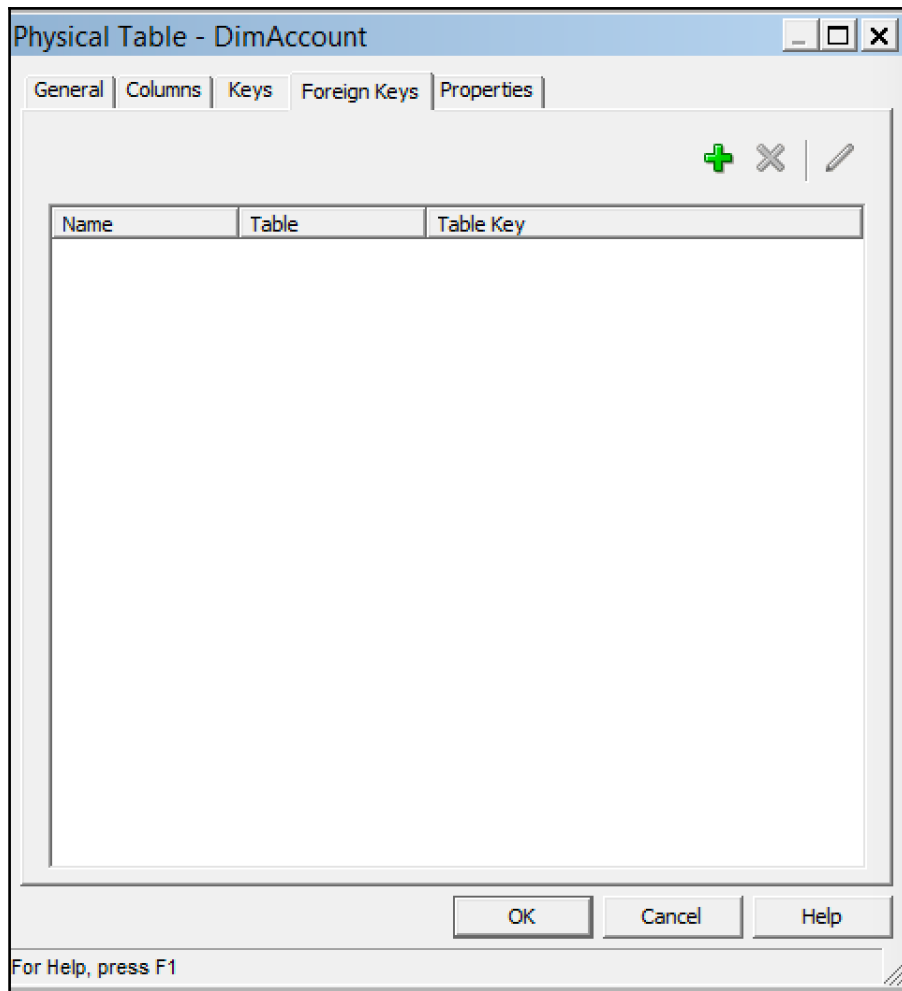 Physical Table - DimAccount
General Columns Keys Foreign Keys Properties
Name Table Table Key
OK Cancel Help
For Help, press F1